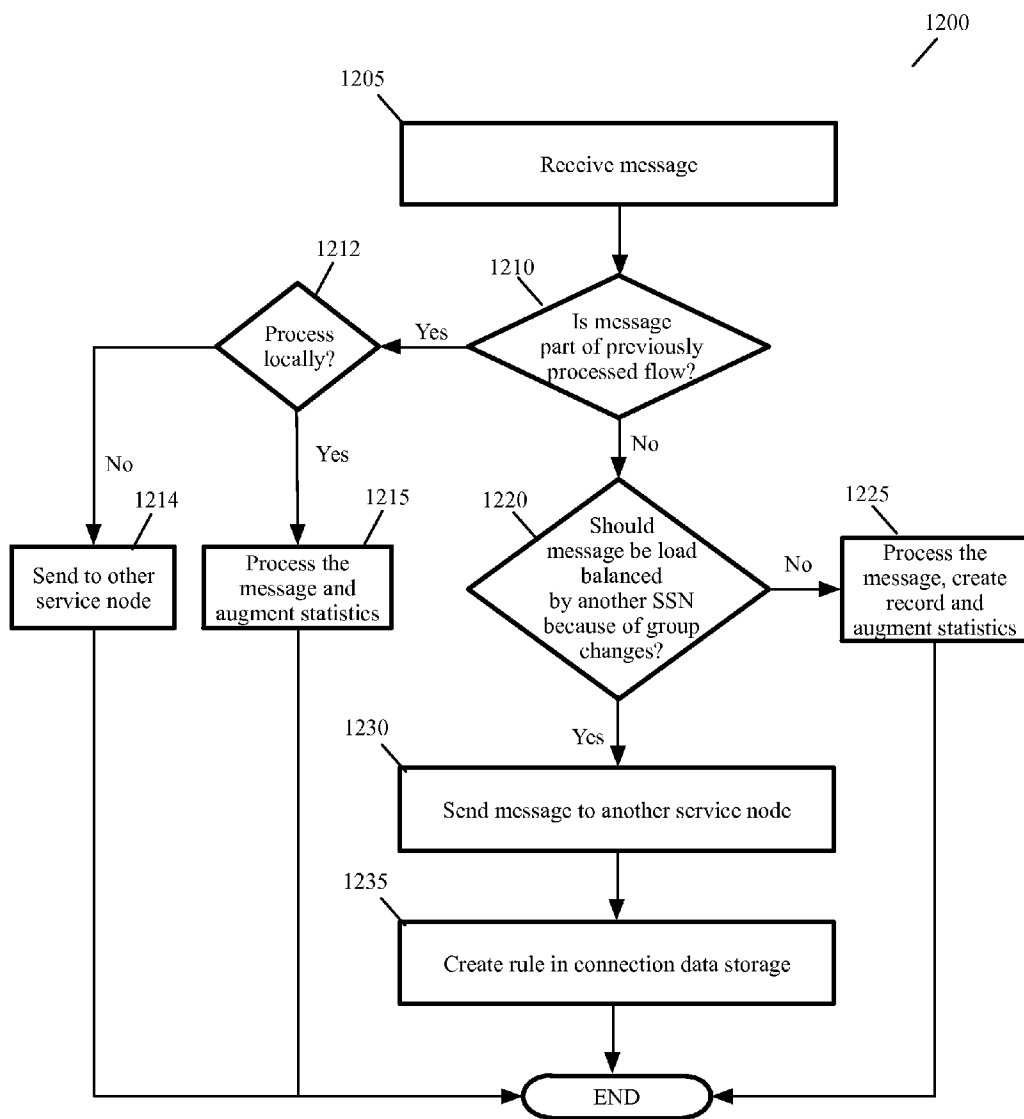 1200
1205
Receive message
1212
1210
Process
locally?
Yes
Is message
part of previously
processed flow?
No
Yes
No
1214
1215
1220
1225
Send to other
service node
Process the
message and
augment statistics
Should
message be load
balanced
by another SSN
because of group
changes?
No
Process the
message, create
record and
augment statistics
Yes
1230
Send message to another service node
1235
Create rule in connection data storage
END